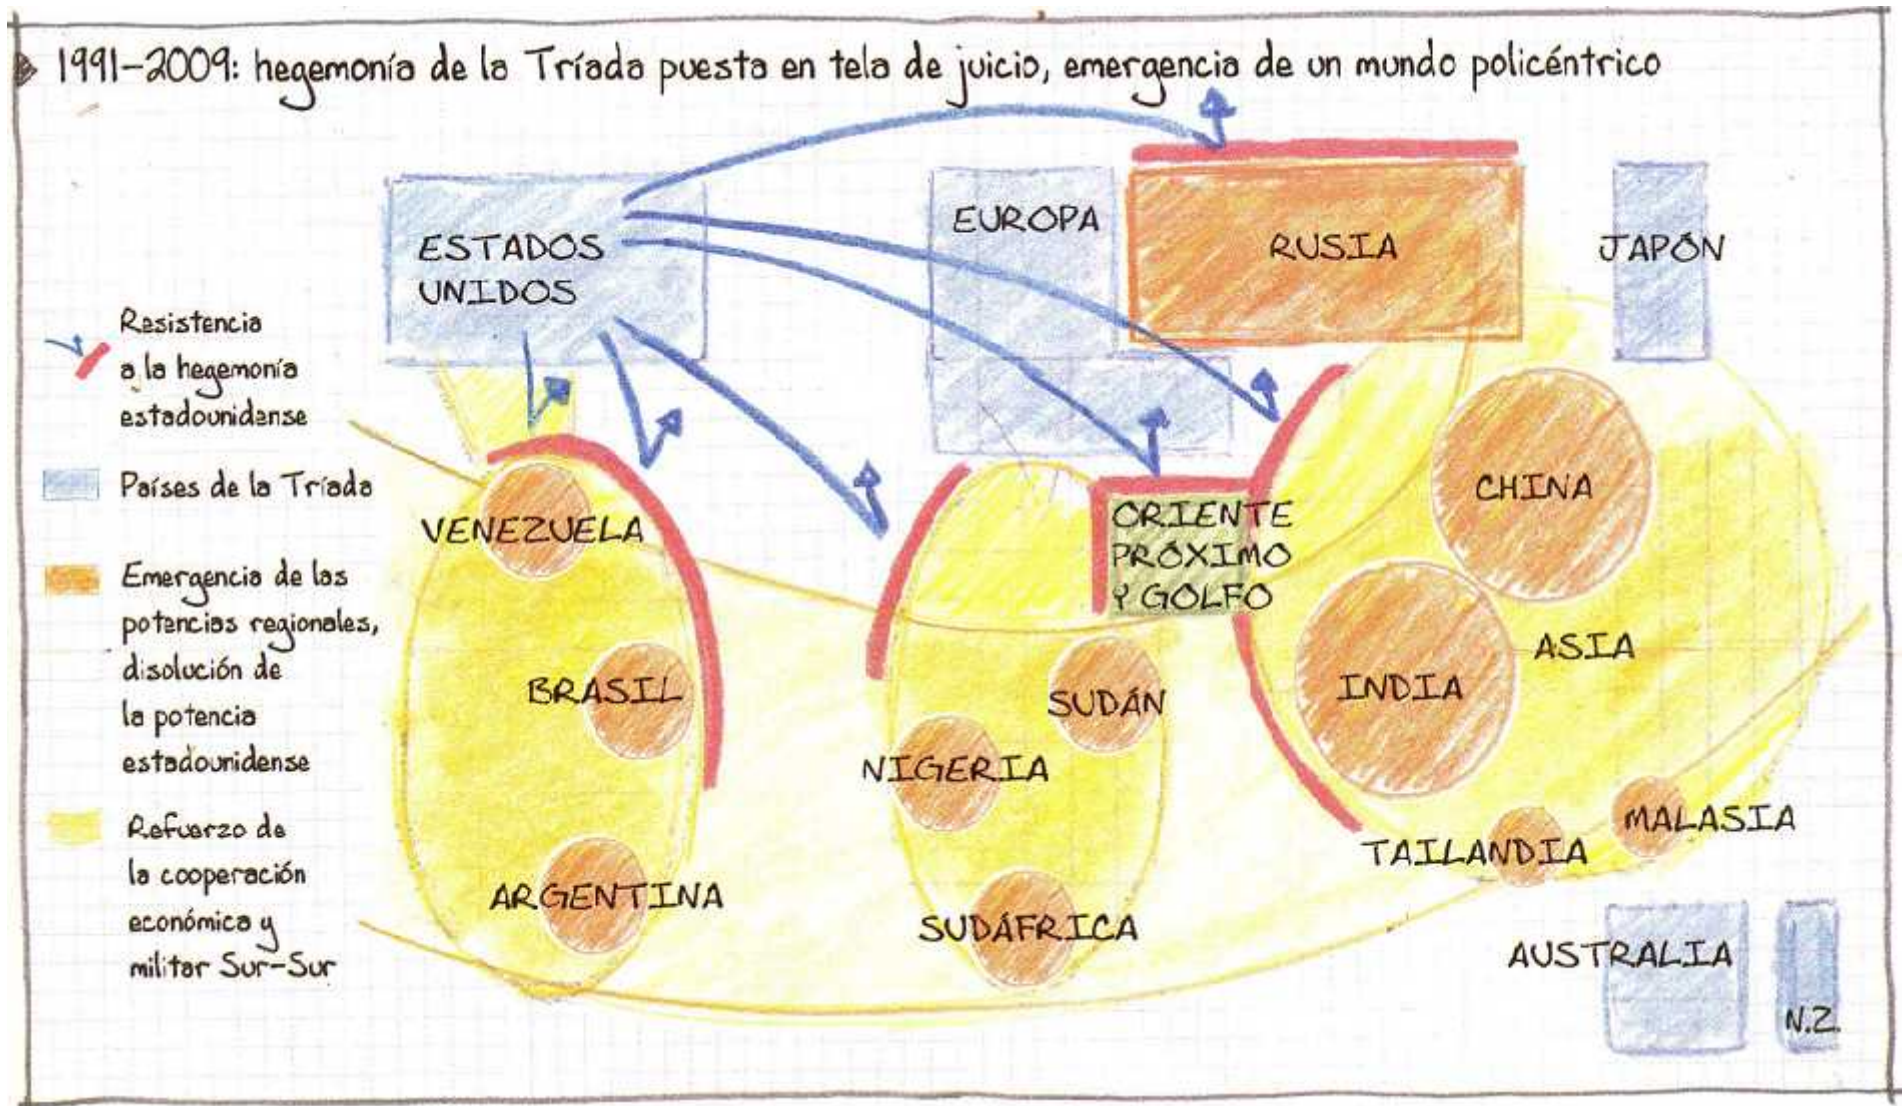 1991-2009: hegemonía de la Tríada puesta en tela de juicio, emergencia de un mundo policéntrico
ESTADOS
UNIDOS
EUROPA
RUSIA
JAPÓN
Resistencia
a la hegemonía
estadounidense
Países de la Tríada
Emergencia de las
potencias regionales,
disolución de
la potencia
estadounidense
Refuerzo de
la cooperación
económica y
militar Sur-Sur
VENEZUELA
BRASIL
ARGENTINA
ORIENTE
PRÓXIMO
Y GOLFO
SUDÁN
NIGERIA
SUDÁFRICA
CHINA
INDIA
ASIA
TAILANDIA
MALASIA
AUSTRALIA
N.Z.